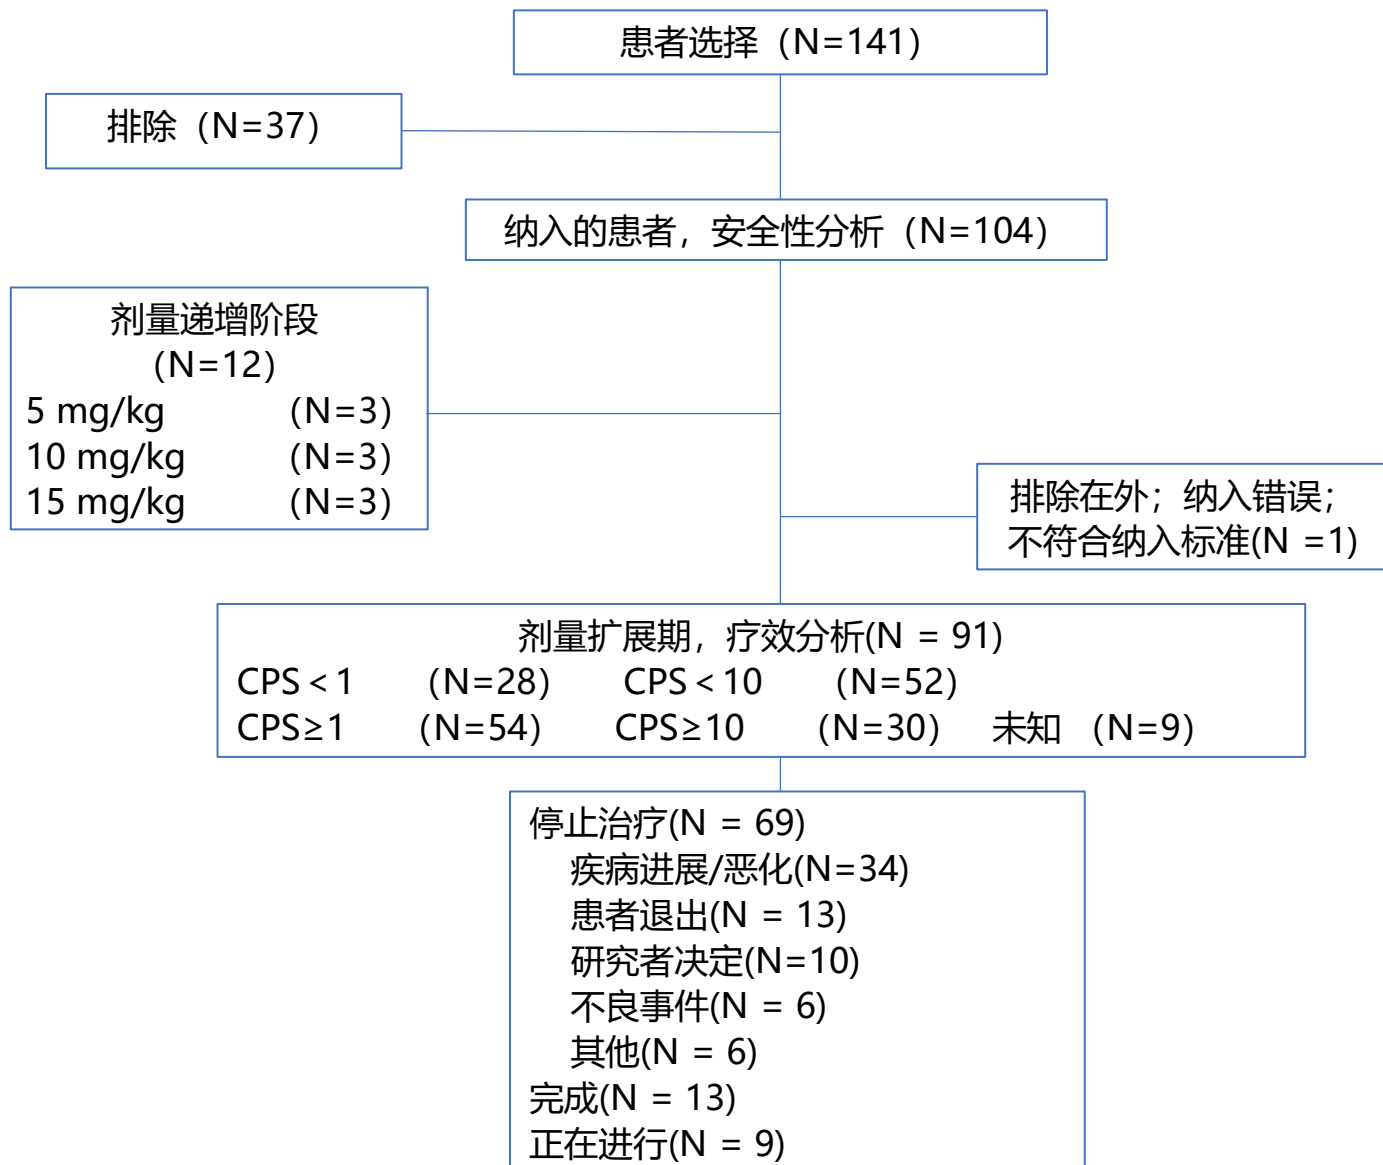 患者选择（N=141）
排除（N=37）
纳入的患者，安全性分析（N=104）
剂量递增阶段
（N=12）
5 mg/kg （N=3）
10 mg/kg （N=3）
15 mg/kg （N=3）
排除在外；纳入错误；
不符合纳入标准(N =1)
剂量扩展期，疗效分析(N = 91)
CPS＜1 （N=28） CPS＜10 （N=52）
CPS≥1 （N=54） CPS≥10 （N=30） 未知 （N=9）
停止治疗(N = 69)
疾病进展/恶化(N=34)
患者退出(N = 13)
研究者决定(N=10)
不良事件(N = 6)
其他(N = 6)
完成(N = 13)
正在进行(N = 9)